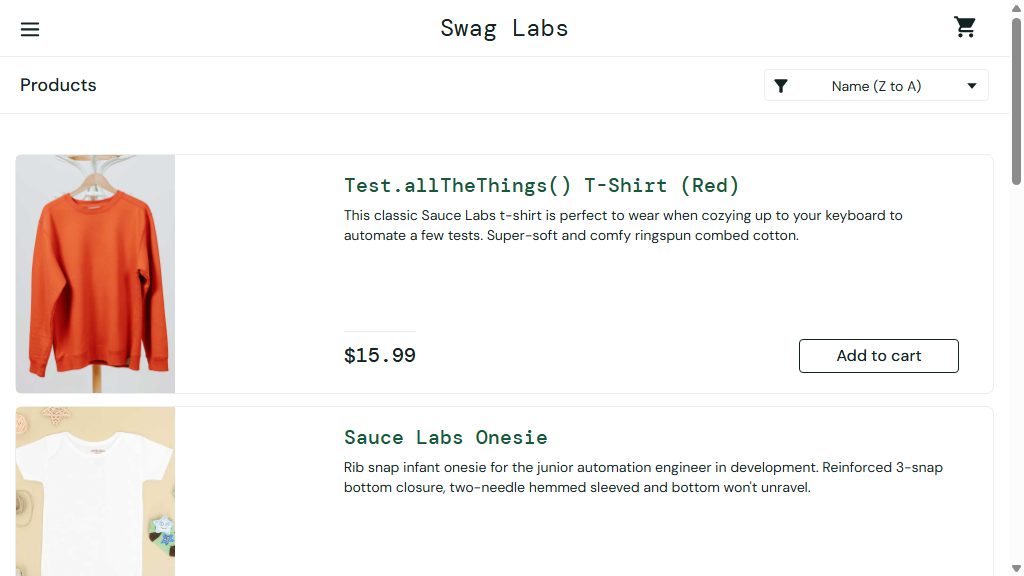 Swag Labs
Products
Name (Z to A)
Test.allTheThings() T-Shirt (Red)
This classic Sauce Labs t-shirt is perfect to wear when cozying up to your keyboard to
automate a few tests. Super-soft and comfy ringspun combed cotton.
$15.99
Add to cart
Sauce Labs Onesie
Rib snap infant onesie for the junior automation engineer in development. Reinforced 3-snap
bottom closure, two-needle hemmed sleeved and bottom won't unravel.